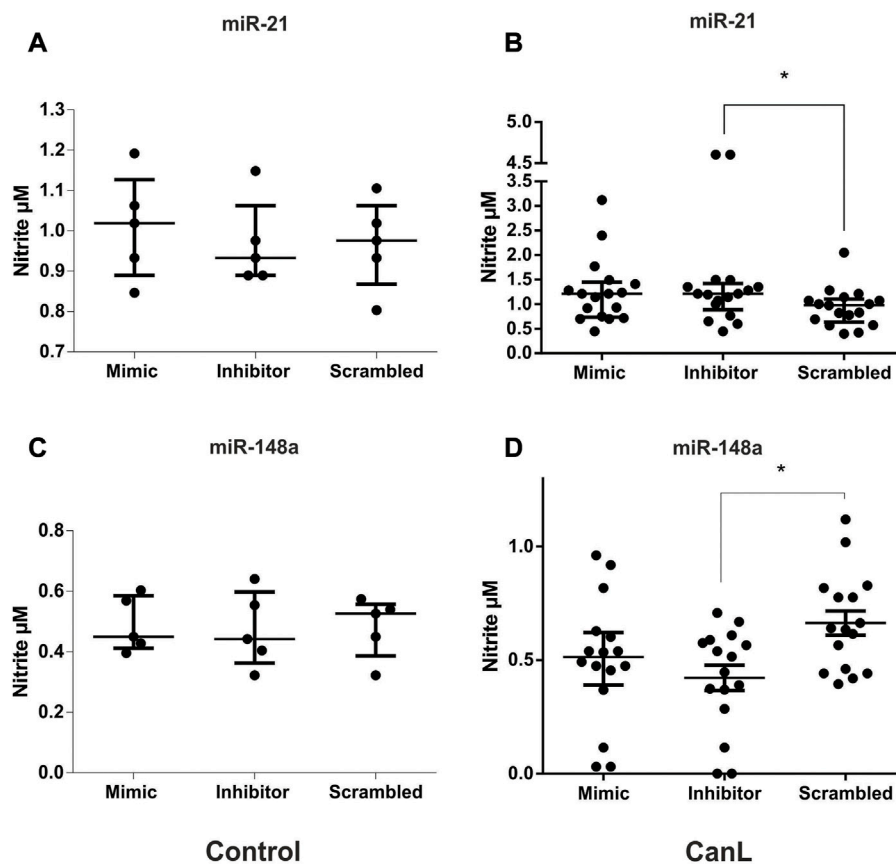 A
miR-21
Nitrite µM
1.3
1.2
1.1
1.0
0.9
0.8
0.7
Mimic
Inhibitor
Scrambled
B
miR-21
*
Nitrite µM
5.0
4.5
3.5
3.0
2.5
2.0
1.5
1.0
0.5
0.0
Mimic
Inhibitor
Scrambled
C
miR-148a
Nitrite µM
0.8
0.6
0.4
0.2
0.0
Mimic
Inhibitor
Scrambled
Control
D
miR-148a
*
Nitrite µM
1.0
0.5
0.0
Mimic
Inhibitor
Scrambled
CanL